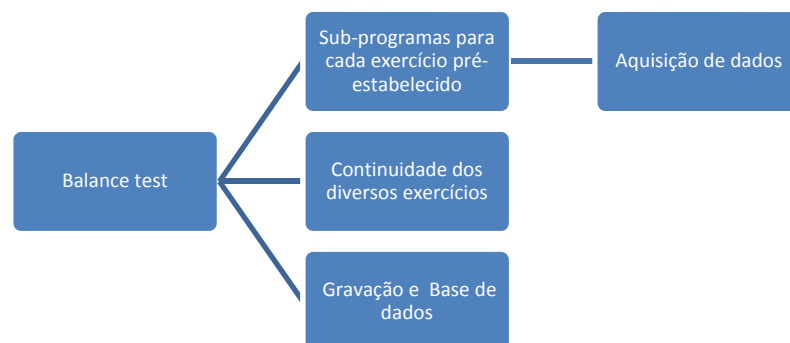 Sub-programas para
cada exercício pré-
estabelecido
Aquisição de dados
Balance test
Continuidade dos
diversos exercícios
Gravação e Base de
dados